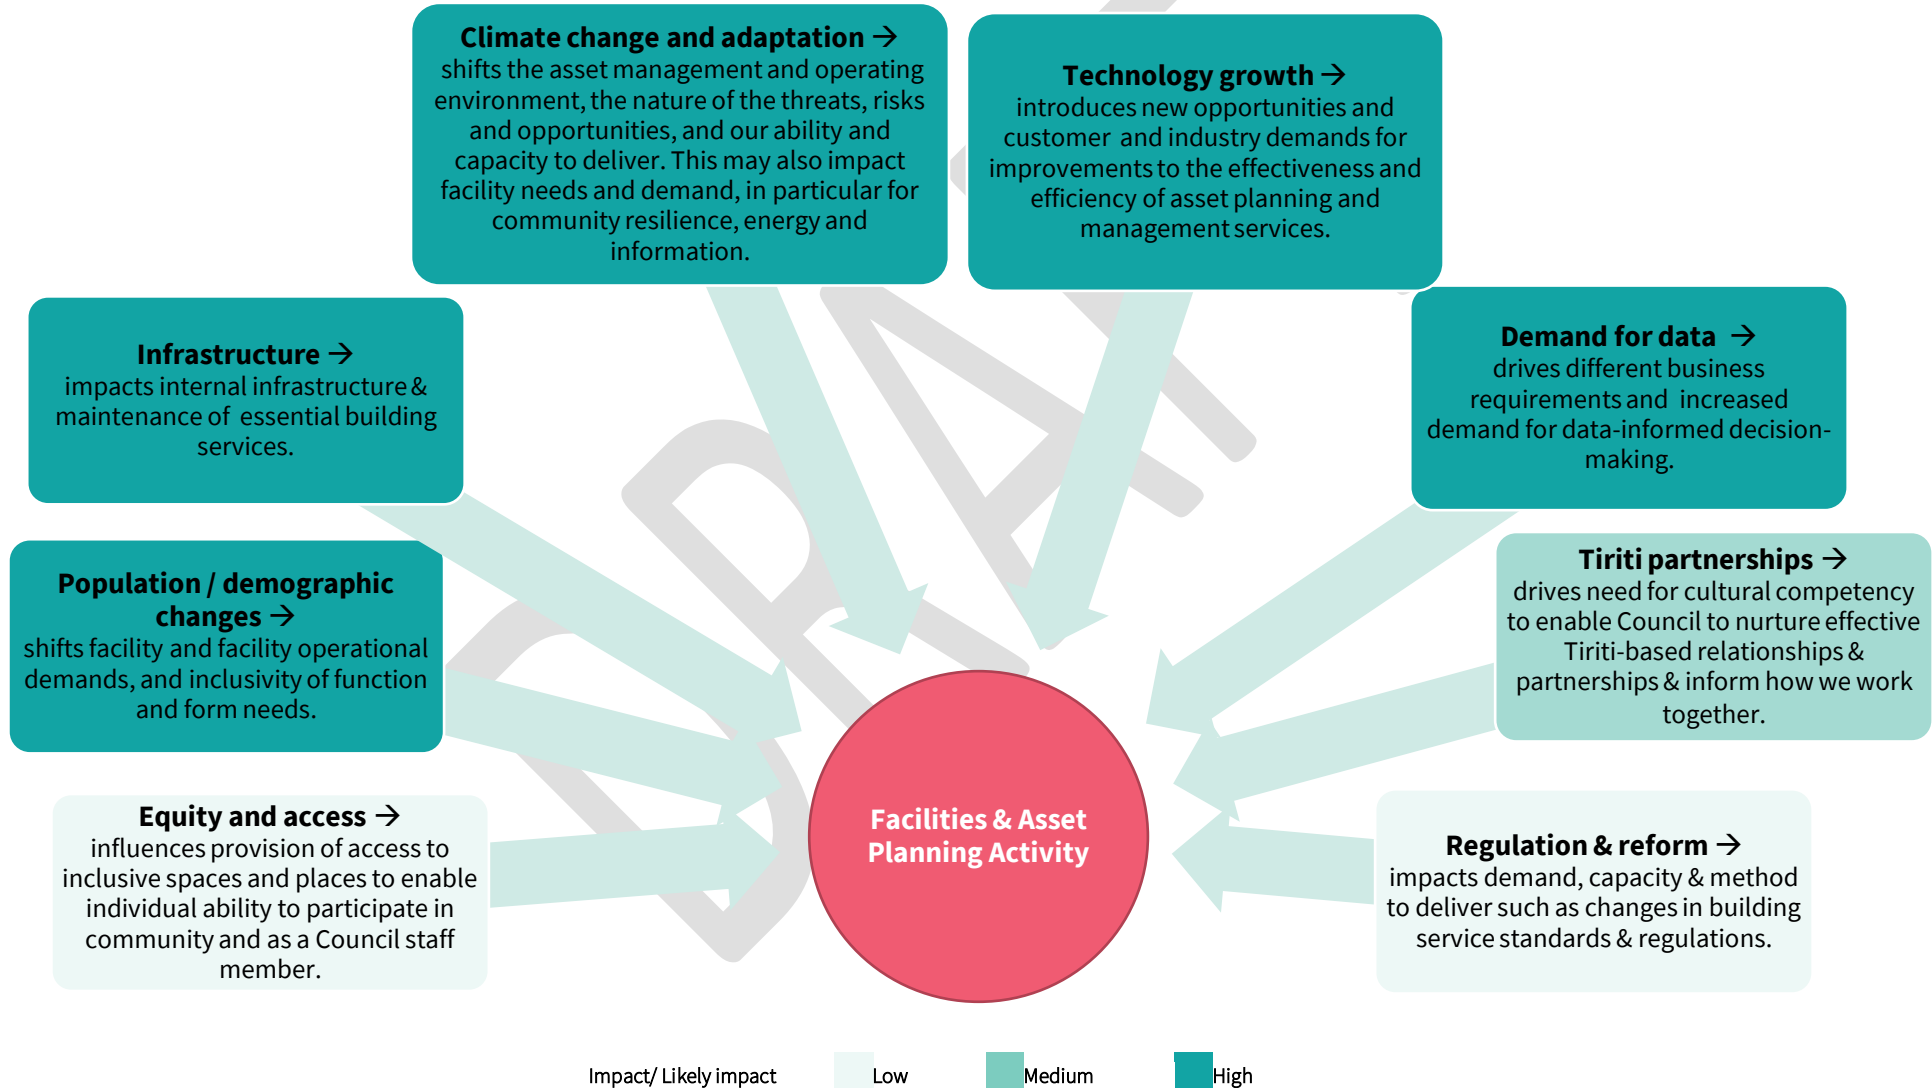 Climate change and adaptation →
shifts the asset management and operating
environment, the nature of the threats, risks
and opportunities, and our ability and
capacity to deliver. This may also impact
facility needs and demand, in particular for
community resilience, energy and
information.
Technology growth →
introduces new opportunities and
customer and industry demands for
improvements to the effectiveness and
efficiency of asset planning and
management services.
Infrastructure →
impacts internal infrastructure &
maintenance of essential building
services.
Demand for data →
drives different business
requirements and increased
demand for data-informed decision-
making.
Population / demographic
changes →
shifts facility and facility operational
demands, and inclusivity of function
and form needs.
Tiriti partnerships →
drives need for cultural competency
to enable Council to nurture effective
Tiriti-based relationships &
partnerships & inform how we work
together.
Equity and access →
influences provision of access to
inclusive spaces and places to enable
individual ability to participate in
community and as a Council staff
member.
Facilities & Asset
Planning Activity
Regulation & reform →
impacts demand, capacity & method
to deliver such as changes in building
service standards & regulations.
Impact/ Likely impact Low Medium High
DRAFT